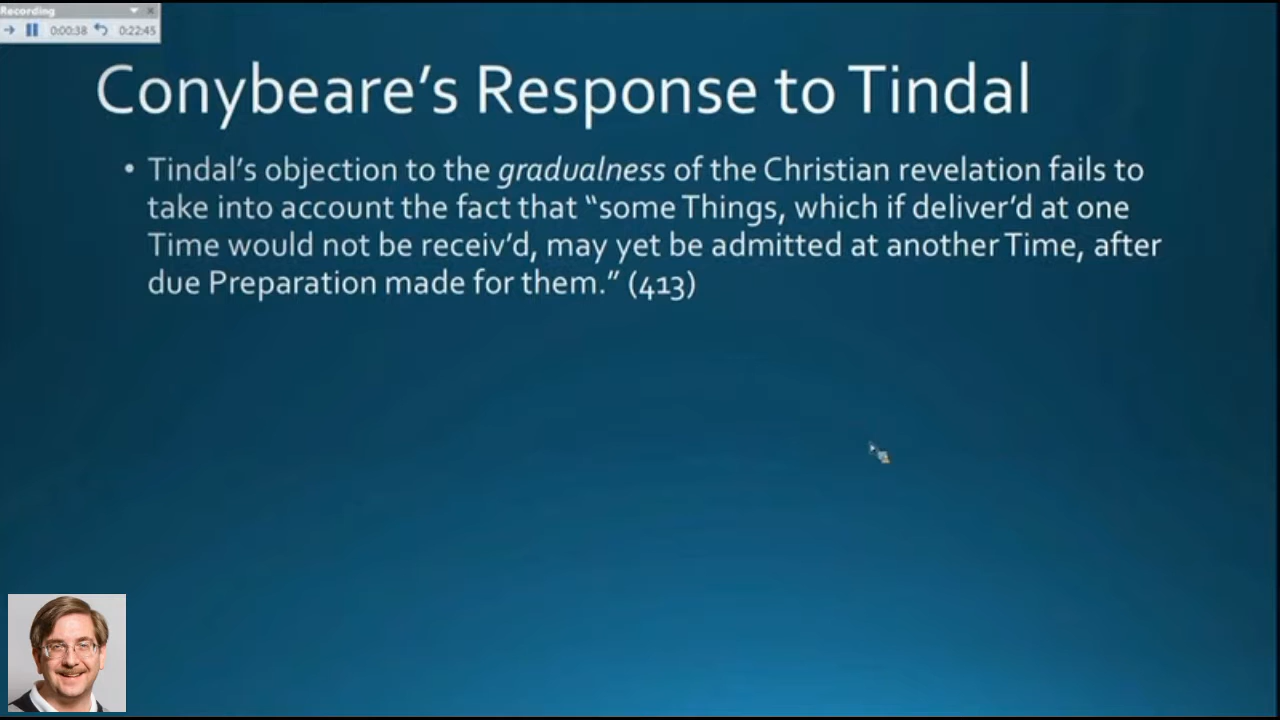 Recording
0:00:38 0:22:45
Conybeare’s Response to Tindal
• Tindal’s objection to the gradualness of the Christian revelation fails to
take into account the fact that “some Things, which if deliver’d at one
Time would not be receiv’d, may yet be admitted at another Time, after
due Preparation made for them.” (413)